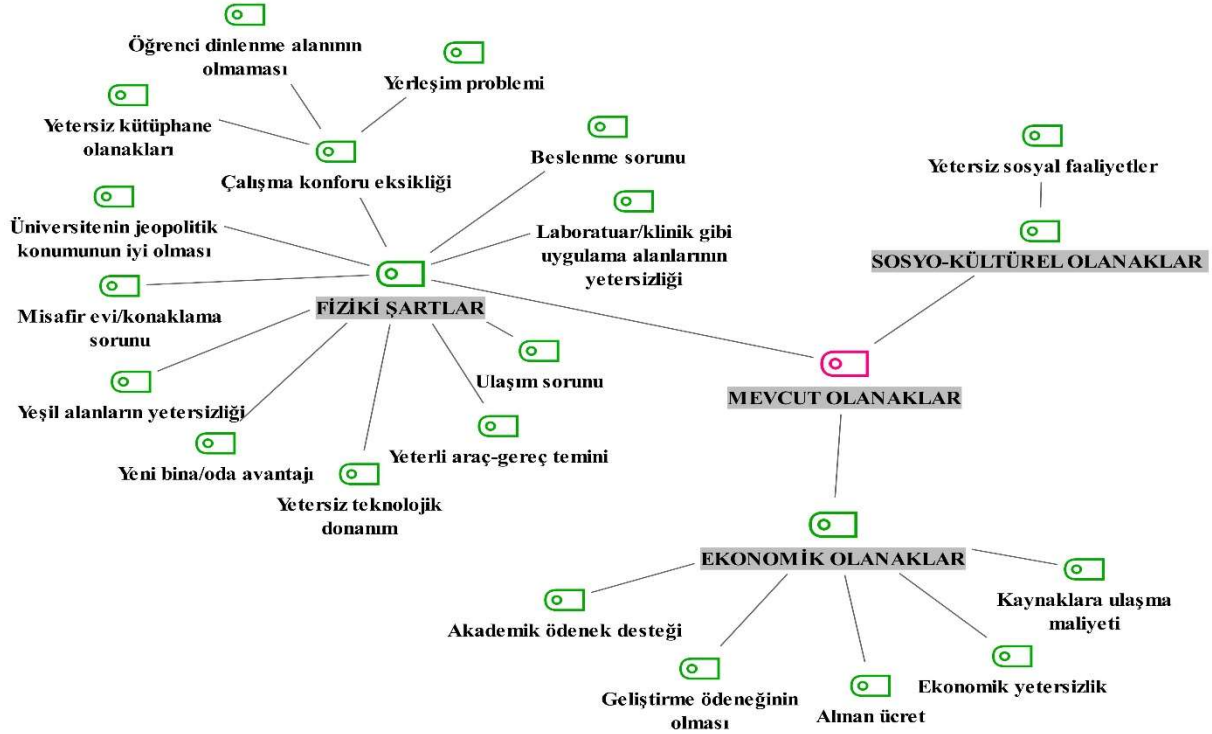 Öğrenci dinlenme alanının
olmaması
Yerleşim problemi
Yetersiz kütüphane
olanakları
Çalışma konforu eksikliği
Beslenme sorunu
Yetersiz sosyal faaliyetler
Üniversitenin jeopolitik
konumunun iyi olması
Laboratuar/klinik gibi
uygulama alanlarının
yetersizliği
SOSYO-KÜLTÜREL OLANAKLAR
FİZİKİ ŞARTLAR
Misafir evi/konaklama
sorunu
Ulaşım sorunu
MEVCUT OLANAKLAR
Yeşil alanların yetersizliği
Yeni bina/oda avantajı
Yeterli araç-gereç temini
Yetersiz teknolojik
donanım
EKONOMİK OLANAKLAR
Kaynaklara ulaşma
maliyeti
Akademik ödenek desteği
Ekonomik yetersizlik
Geliştirme ödeneğinin
olması
Alınan ücret